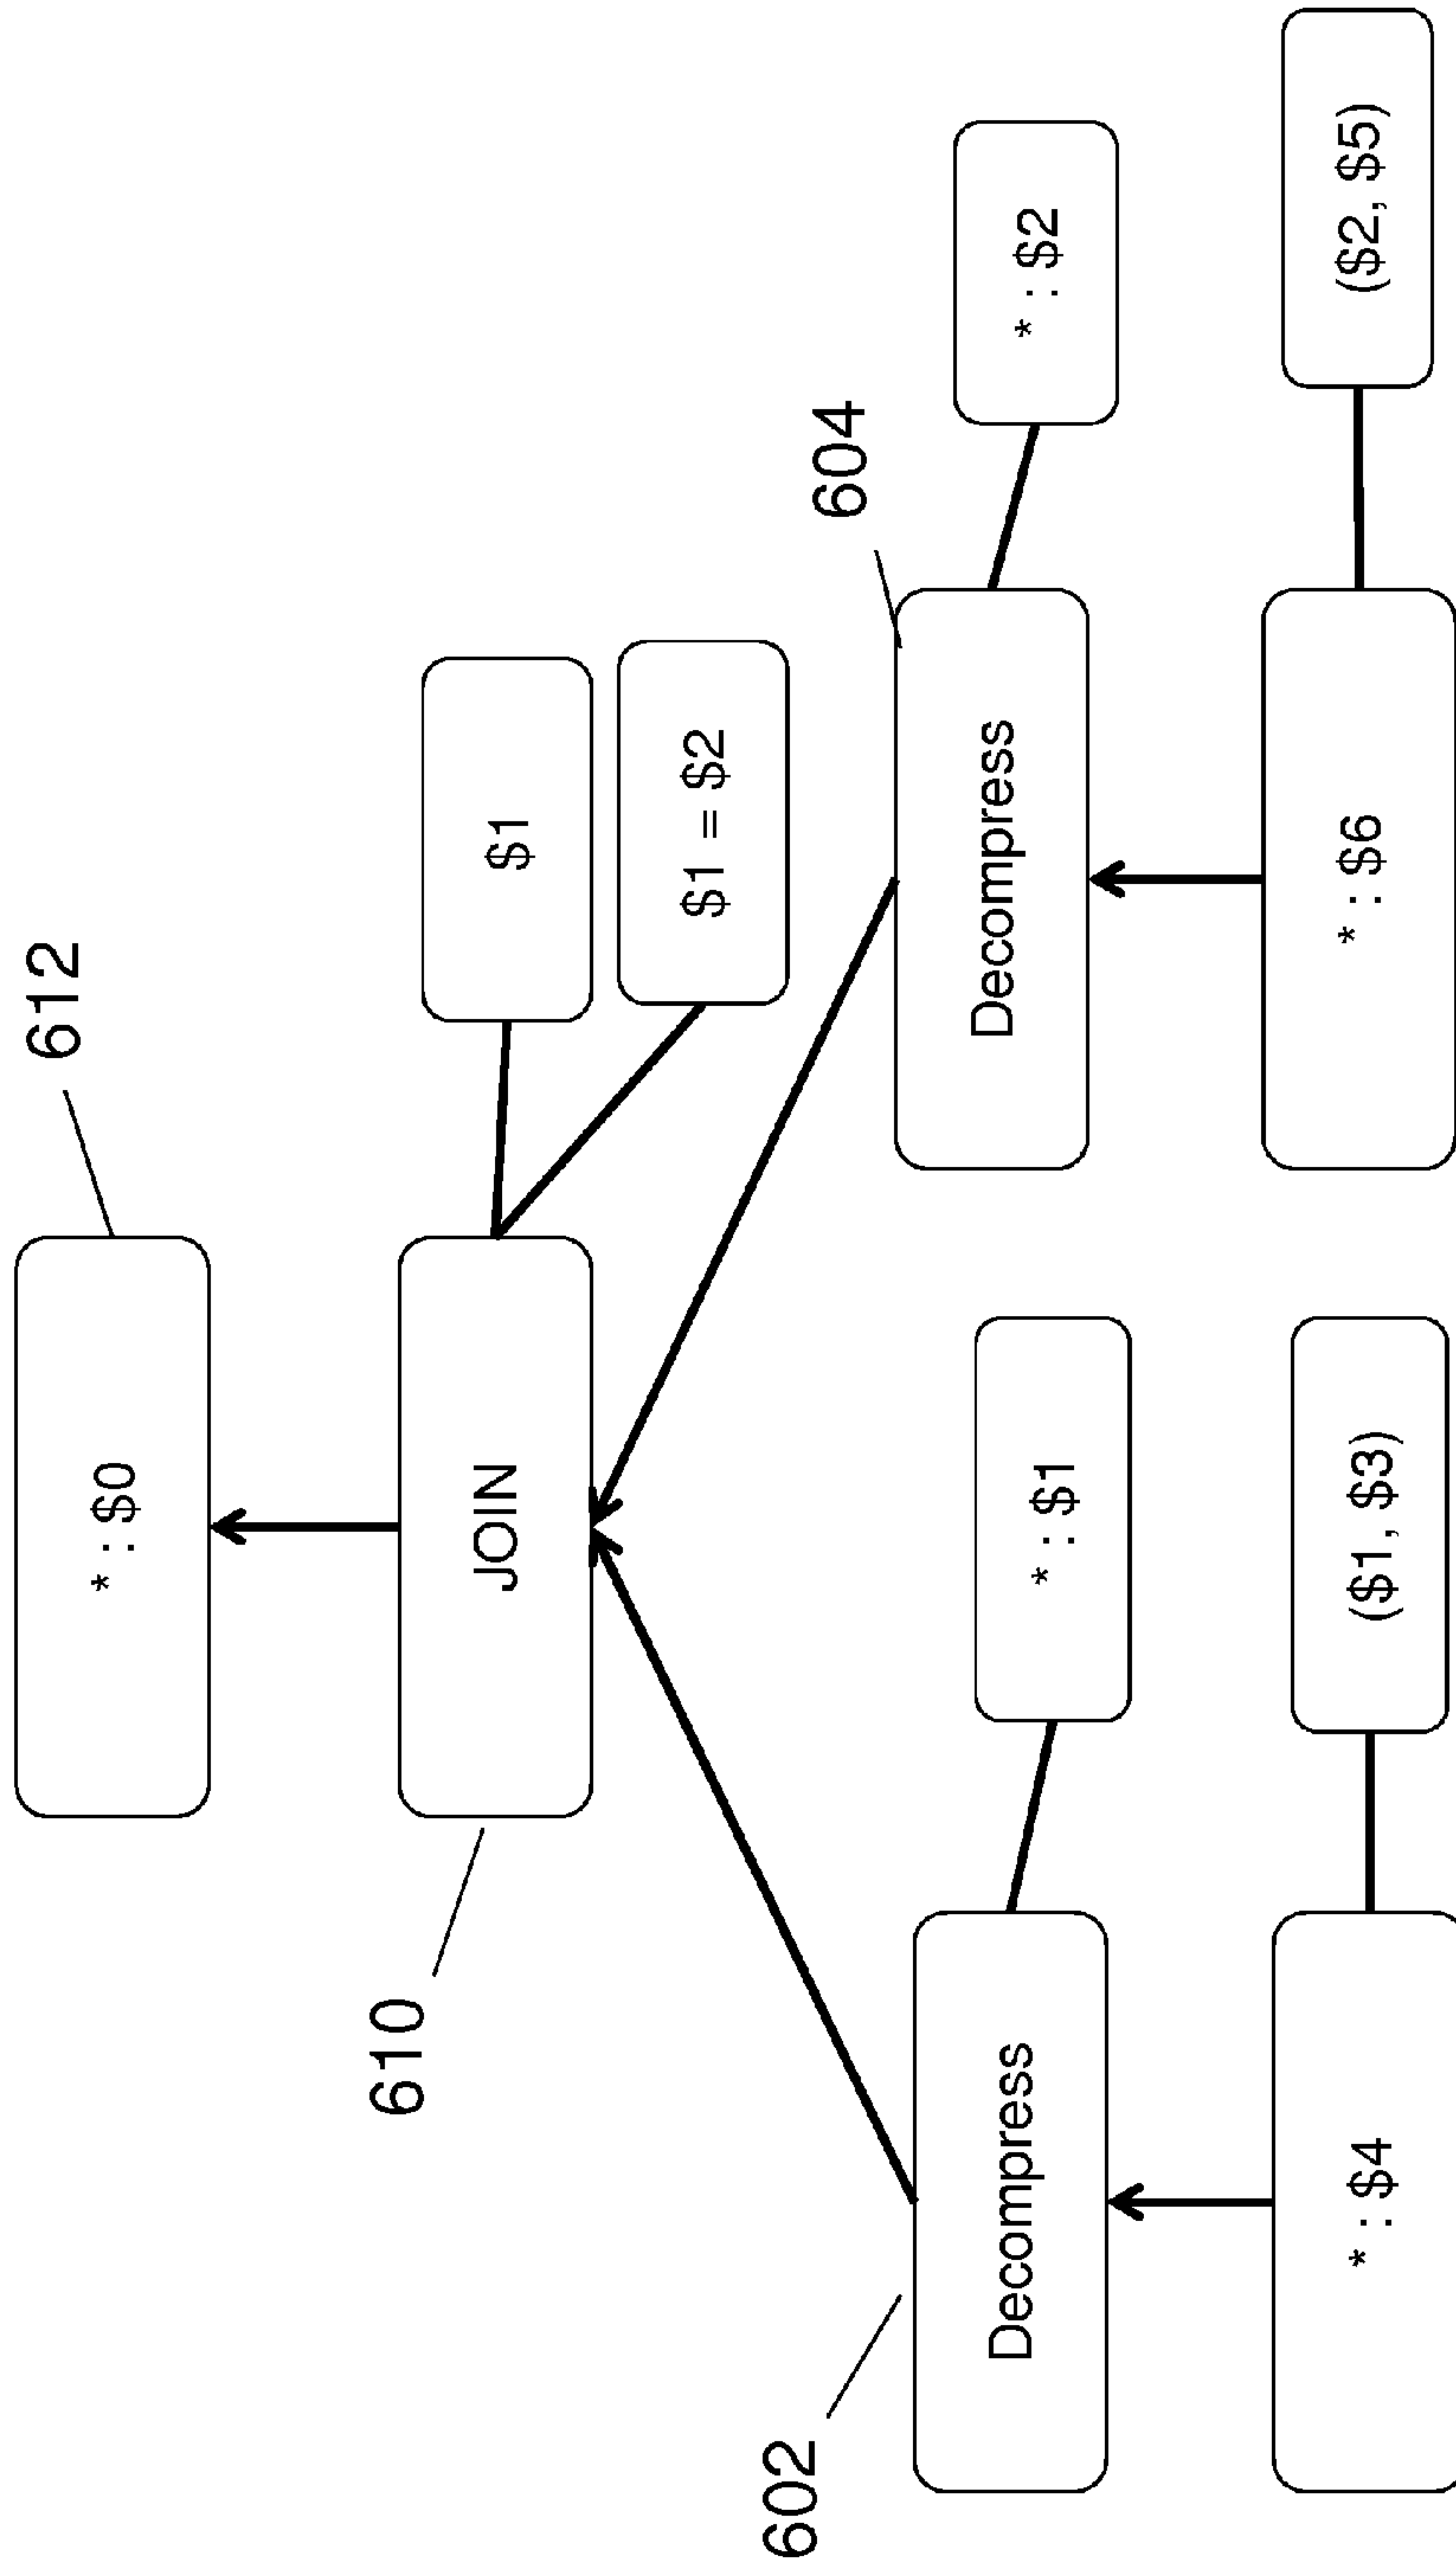 612
* : $0
610
JOIN
$1
$1 = $2
602
604
Decompress
* : $1
Decompress
* : $2
* : $4
($1, $3)
* : $6
($2, $5)